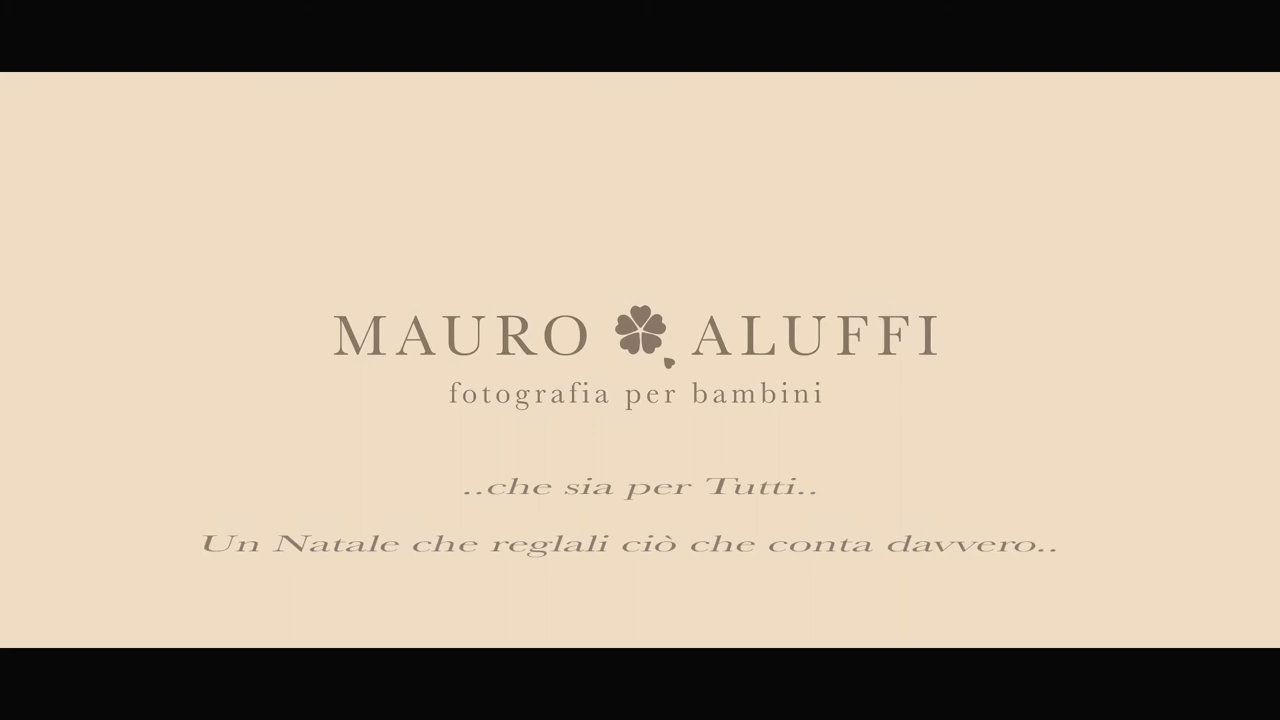 MAURO ALUFFI
fotografia per bambini
..che sia per Tutti..
Un Natale che reglali ciò che conta davvero..